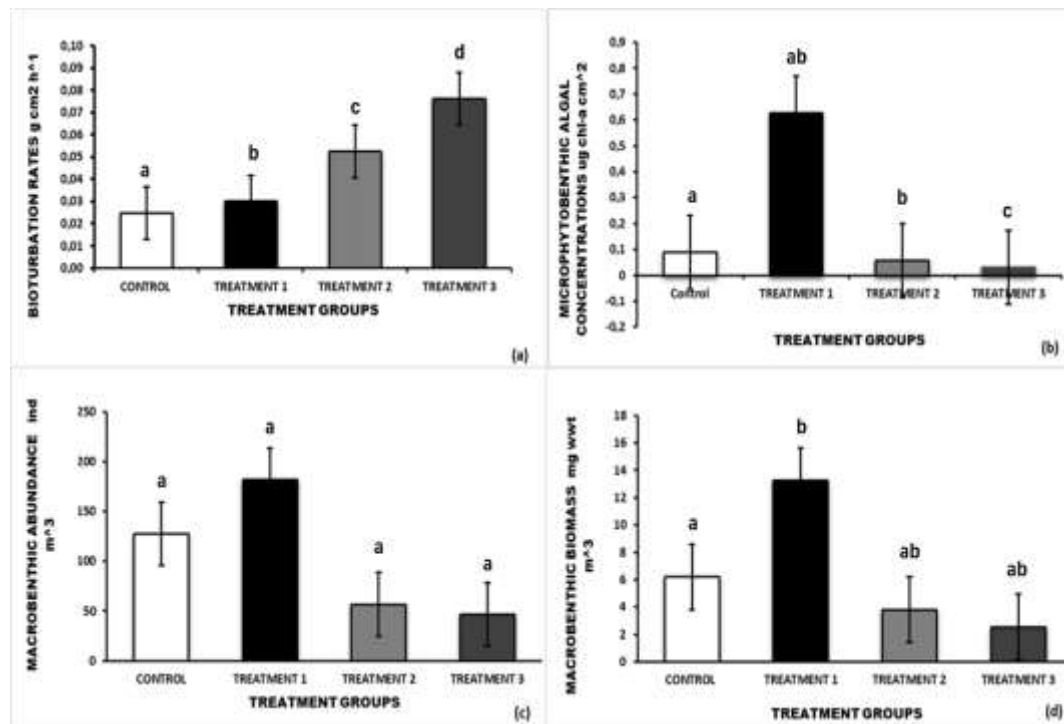 BIOTURBATION RATES g cm2 h^1
0,10
0,09
0,08
0,07
0,06
0,05
0,04
0,03
0,02
0,01
0,00
a
b
c
d
CONTROL TREATMENT 1 TREATMENT 2 TREATMENT 3
TREATMENT GROUPS
(a)
MICROPHYTOBENTHIC ALGAL
CONCERNTRATIONS ug chl-a cm^2
0,9
0,8
0,7
0,6
0,5
0,4
0,3
0,2
0,1
0
-0,1
-0,2
a
ab
b
c
Control TREATMENT 1 TREATMENT 2 TREATMENT 3
TREATMENT GROUPS
(b)
MACROBENTHIC ABUNDANCE ind
m^3
250
200
150
100
50
0
a
a
a
a
CONTROL TREATMENT 1 TREATMENT 2 TREATMENT 3
TREATMENT GROUPS
(c)
MACROBENTHIC BIOMASS mg wwt
m^3
18
16
14
12
10
8
6
4
2
0
a
b
ab
ab
CONTROL TREATMENT 1 TREATMENT 2 TREATMENT 3
TREATMENT GROUPS
(d)